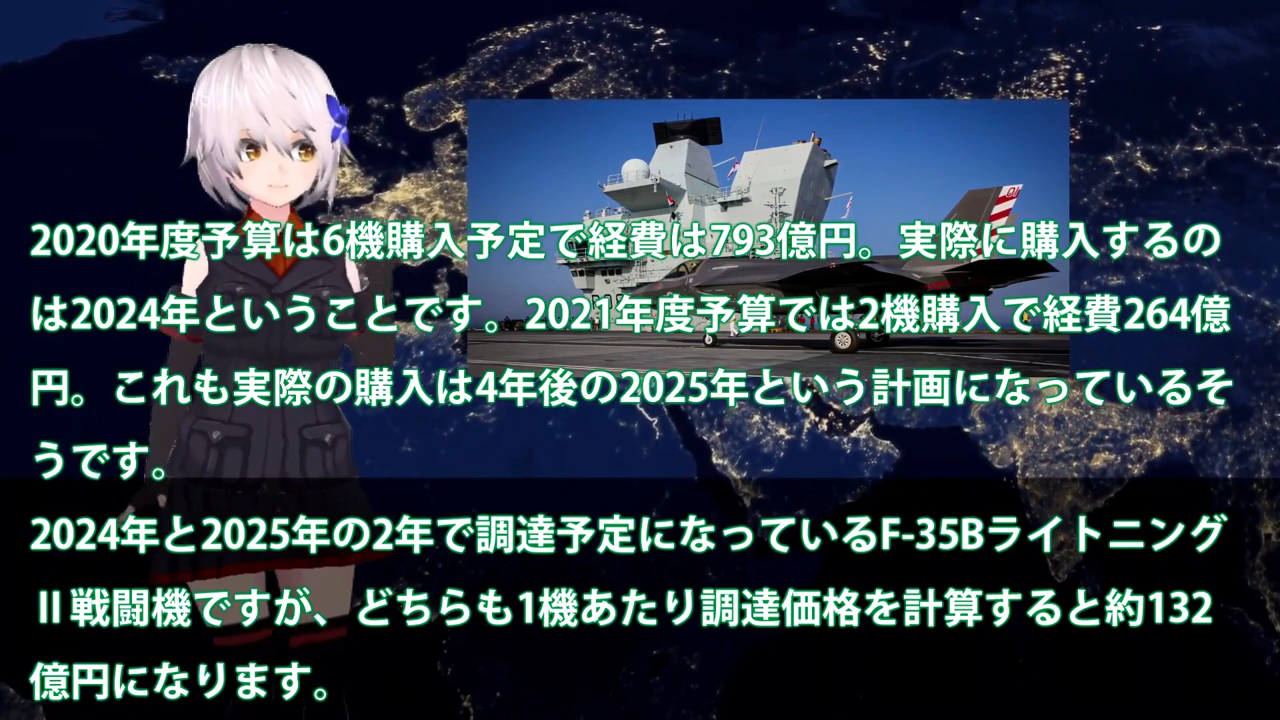 2020年度予算は6機購入予定で経費は793億円。実際に購入するの
は2024年ということです。2021年度予算では2機購入で経費264億
円。これも実際の購入は4年後の2025年という計画になっているそ
うです。
2024年と2025年の2年で調達予定になっているF-35Bライトニング
Ⅱ戦闘機ですが、どちらも1機あたり調達価格を計算すると約132
億円になります。